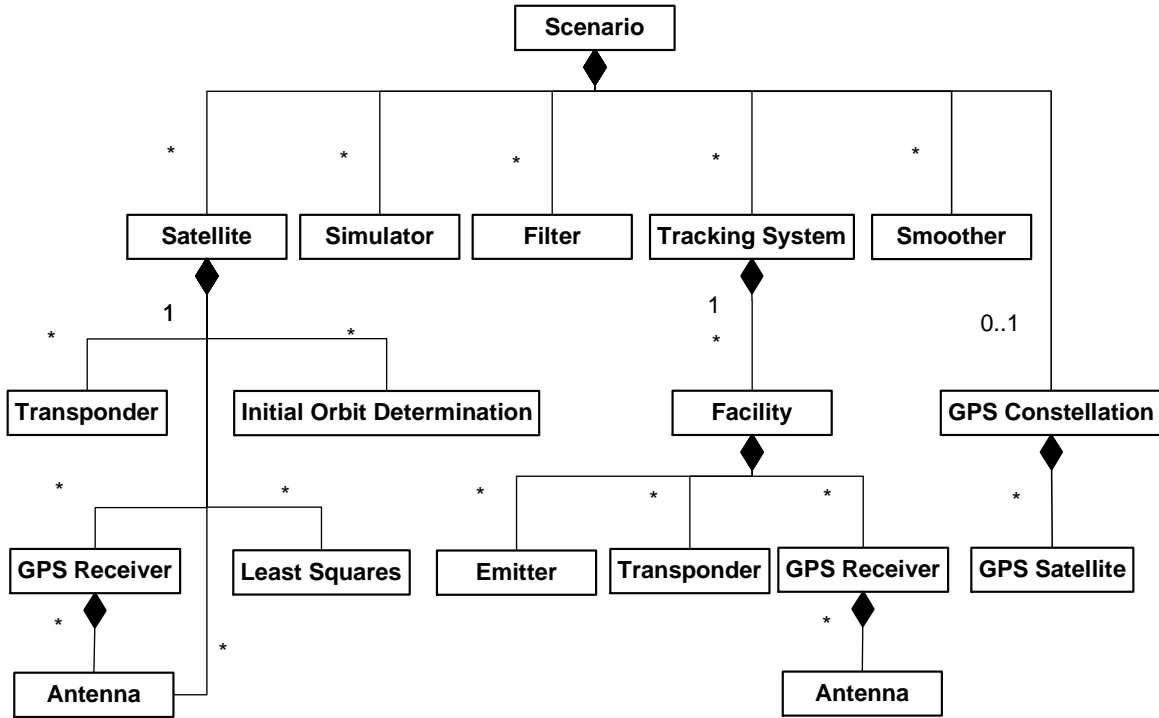 Scenario
* * * * *
Satellite Simulator Filter Tracking System Smoother
1 1
* * * 0..1
Transponder Initial Orbit Determination Facility GPS Constellation
* * * * * *
GPS Receiver Least Squares Emitter Transponder GPS Receiver GPS Satellite
* * *
Antenna Antenna